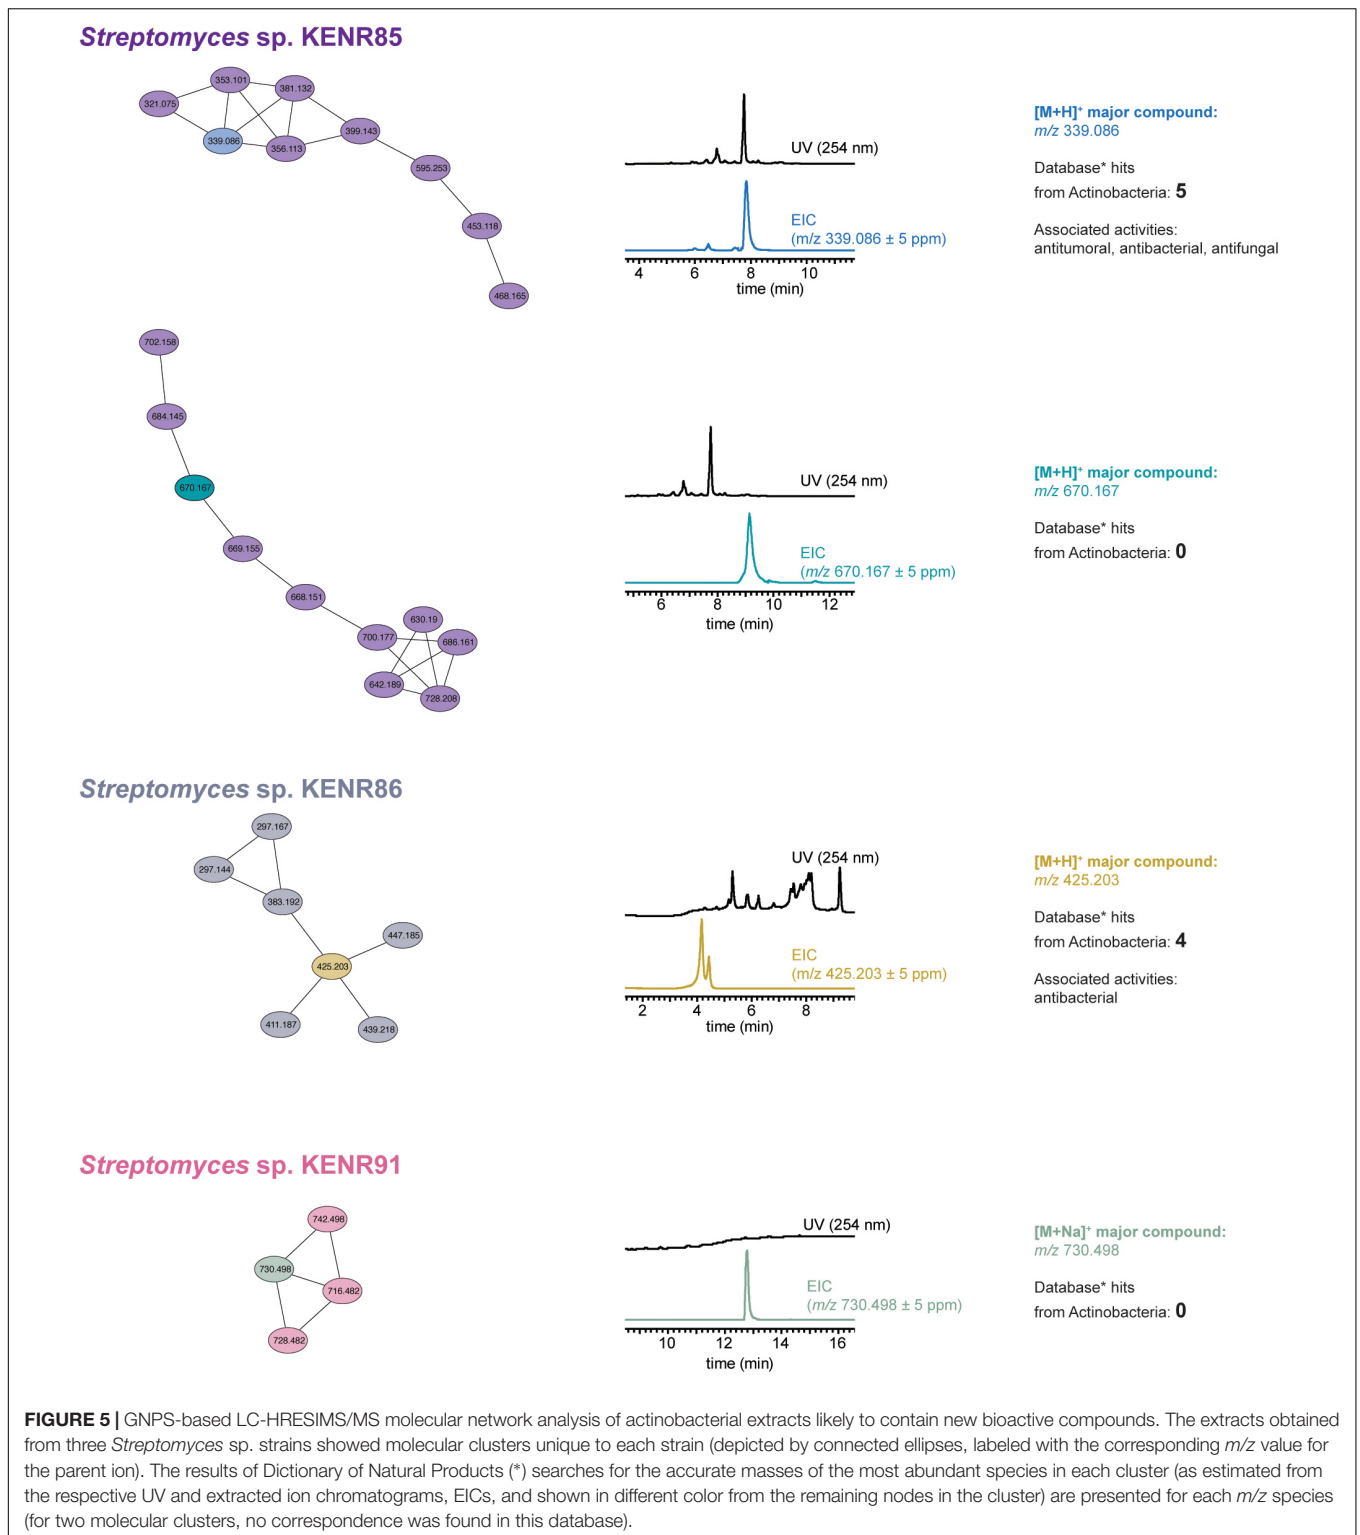 Streptomyces sp. KENR85
353.101
381.132
321.075
339.086
356.113
399.143
595.253
453.118
468.165
UV (254 nm)
EIC
(m/z 339.086 ± 5 ppm)
4 6 8 10
time (min)
[M+H]+ major compound:
m/z 339.086
Database* hits
from Actinobacteria: 5
Associated activities:
antitumoral, antibacterial, antifungal
702.158
684.145
670.167
669.155
668.151
700.177
630.19
686.161
642.189
728.208
UV (254 nm)
EIC
(m/z 670.167 ± 5 ppm)
6 8 10 12
time (min)
[M+H]+ major compound:
m/z 670.167
Database* hits
from Actinobacteria: 0
Streptomyces sp. KENR86
297.167
297.144
383.192
447.185
425.203
411.187
439.218
UV (254 nm)
EIC
(m/z 425.203 ± 5 ppm)
2 4 6 8
time (min)
[M+H]+ major compound:
m/z 425.203
Database* hits
from Actinobacteria: 4
Associated activities:
antibacterial
Streptomyces sp. KENR91
742.498
730.498
716.482
728.482
UV (254 nm)
EIC
(m/z 730.498 ± 5 ppm)
10 12 14 16
time (min)
[M+Na]+ major compound:
m/z 730.498
Database* hits
from Actinobacteria: 0
FIGURE 5 | GNPS-based LC-HRESIMS/MS molecular network analysis of actinobacterial extracts likely to contain new bioactive compounds. The extracts obtained
from three Streptomyces sp. strains showed molecular clusters unique to each strain (depicted by connected ellipses, labeled with the corresponding m/z value for
the parent ion). The results of Dictionary of Natural Products (*) searches for the accurate masses of the most abundant species in each cluster (as estimated from
the respective UV and extracted ion chromatograms, EICs, and shown in different color from the remaining nodes in the cluster) are presented for each m/z species
(for two molecular clusters, no correspondence was found in this database).